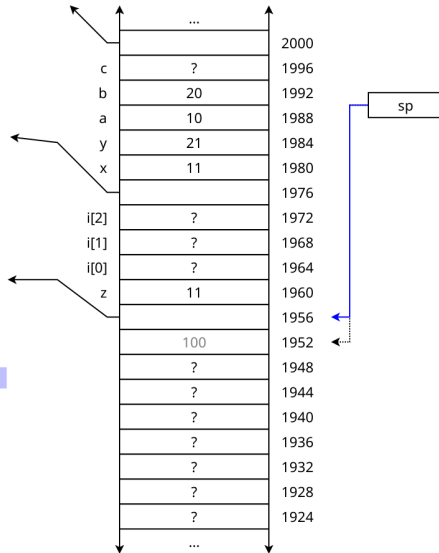 ...
2000
c ? 1996
b 20 1992
a 10 1988
sp
y 21 1984
x 11 1980
1976
i[2] ? 1972
i[1] ? 1968
i[0] ? 1964
z 11 1960
1956
100 1952
? 1948
? 1944
? 1940
? 1936
? 1932
? 1928
? 1924
...